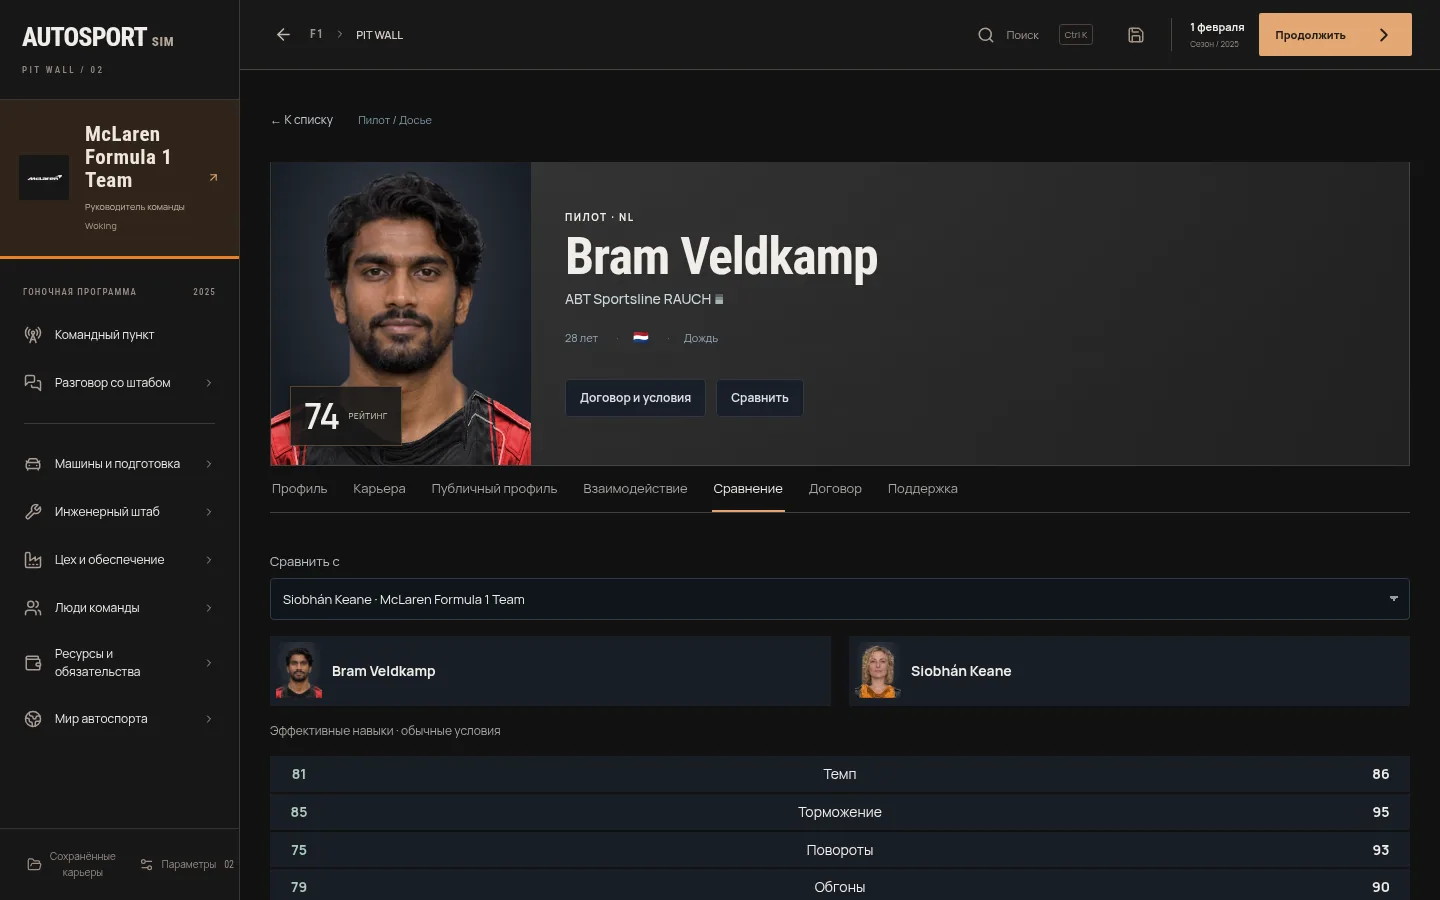 AUTOSPORT SIM
PIT WALL / 02
McLaren
McLaren
Formula 1
Team
Руководитель команды
Woking
ГОНОЧНАЯ ПРОГРАММА 2025
Командный пункт
Разговор со штабом
Машины и подготовка
Инженерный штаб
Цех и обеспечение
Люди команды
Ресурсы и
обязательства
Мир автоспорта
Сохранённые
карьеры
Параметры 02
F1 PIT WALL
Поиск Ctrl K
1 февраля
Сезон / 2025
Продолжить
← К списку Пилот / Досье
ПИЛОТ · NL
Bram Veldkamp
ABT Sportsline RAUCH
28 лет · · Дождь
Договор и условия Сравнить
74 РЕЙТИНГ
Профиль Карьера Публичный профиль Взаимодействие Сравнение Договор Поддержка
Сравнить с
Siobhán Keane · McLaren Formula 1 Team
Bram Veldkamp Siobhán Keane
Эффективные навыки · обычные условия
81 Темп 86
85 Торможение 95
75 Повороты 93
79 Обгоны 90